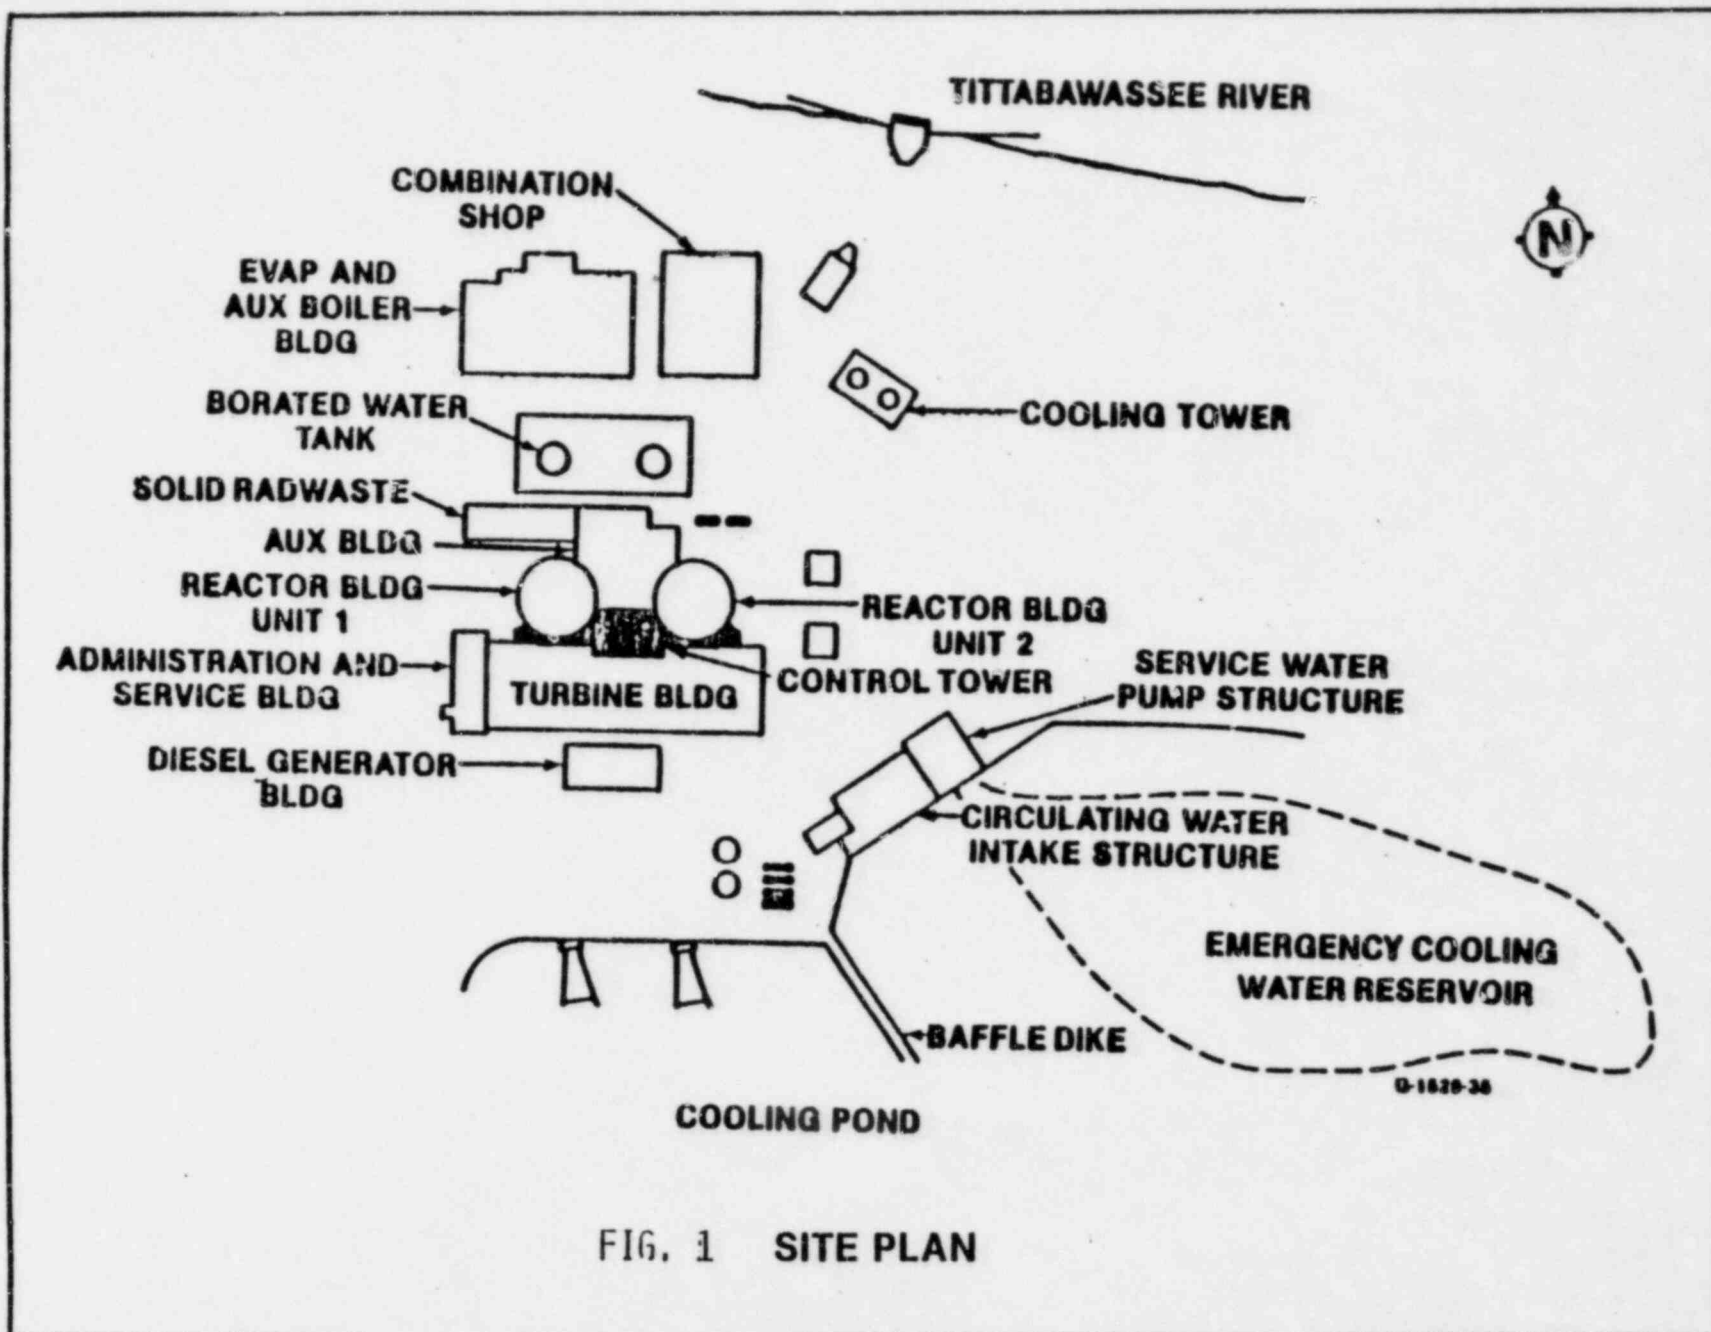 TITTABAWASSEE RIVER
COMBINATION
SHOP
N
EVAP AND
AUX BOILER
BLDG
COOLING TOWER
BORATED WATER
TANK
SOLID RADWASTE
AUX BLDG
REACTOR BLDG
UNIT 1
REACTOR BLDG
UNIT 2
ADMINISTRATION AND
SERVICE BLDG
TURBINE BLDG
CONTROL TOWER
SERVICE WATER
PUMP STRUCTURE
DIESEL GENERATOR
BLDG
CIRCULATING WATER
INTAKE STRUCTURE
EMERGENCY COOLING
WATER RESERVOIR
BAFFLE DIKE
COOLING POND
FIG. 1 SITE PLAN